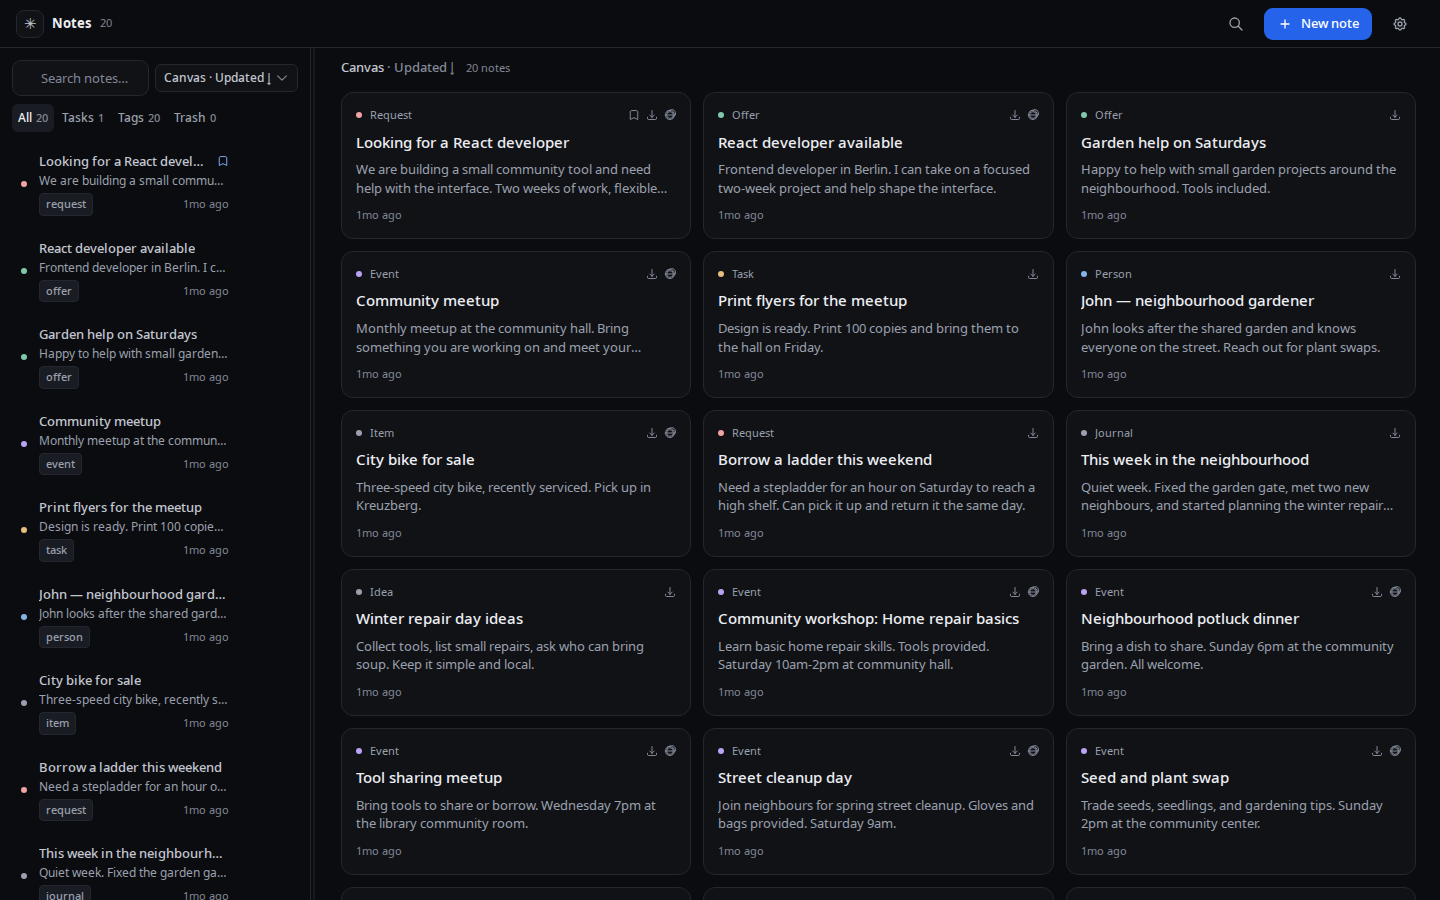 Notes 20
New note
Search notes...
Canvas · Updated ↓
All 20
Tasks 1
Tags 20
Trash 0
Looking for a React devel...
We are building a small commu...
request
1mo ago
React developer available
Frontend developer in Berlin. I c...
offer
1mo ago
Garden help on Saturdays
Happy to help with small garden...
offer
1mo ago
Community meetup
Monthly meetup at the commun...
event
1mo ago
Print flyers for the meetup
Design is ready. Print 100 copie...
task
1mo ago
John — neighbourhood gard...
John looks after the shared gard...
person
1mo ago
City bike for sale
Three-speed city bike, recently s...
item
1mo ago
Borrow a ladder this weekend
Need a stepladder for an hour o...
request
1mo ago
This week in the neighbourh...
Quiet week. Fixed the garden ga...
journal
1mo ago
Canvas · Updated ↓ 20 notes
Request
Looking for a React developer
We are building a small community tool and need
help with the interface. Two weeks of work, flexible...
1mo ago
Offer
React developer available
Frontend developer in Berlin. I can take on a focused
two-week project and help shape the interface.
1mo ago
Offer
Garden help on Saturdays
Happy to help with small garden projects around the
neighbourhood. Tools included.
1mo ago
Event
Community meetup
Monthly meetup at the community hall. Bring
something you are working on and meet your...
1mo ago
Task
Print flyers for the meetup
Design is ready. Print 100 copies and bring them to
the hall on Friday.
1mo ago
Person
John — neighbourhood gardener
John looks after the shared garden and knows
everyone on the street. Reach out for plant swaps.
1mo ago
Item
City bike for sale
Three-speed city bike, recently serviced. Pick up in
Kreuzberg.
1mo ago
Request
Borrow a ladder this weekend
Need a stepladder for an hour on Saturday to reach a
high shelf. Can pick it up and return it the same day.
1mo ago
Journal
This week in the neighbourhood
Quiet week. Fixed the garden gate, met two new
neighbours, and started planning the winter repair...
1mo ago
Idea
Winter repair day ideas
Collect tools, list small repairs, ask who can bring
soup. Keep it simple and local.
1mo ago
Event
Community workshop: Home repair basics
Learn basic home repair skills. Tools provided.
Saturday 10am-2pm at community hall.
1mo ago
Event
Neighbourhood potluck dinner
Bring a dish to share. Sunday 6pm at the community
garden. All welcome.
1mo ago
Event
Tool sharing meetup
Bring tools to share or borrow. Wednesday 7pm at
the library community room.
1mo ago
Event
Street cleanup day
Join neighbours for spring street cleanup. Gloves and
bags provided. Saturday 9am.
1mo ago
Event
Seed and plant swap
Trade seeds, seedlings, and gardening tips. Sunday
2pm at the community center.
1mo ago